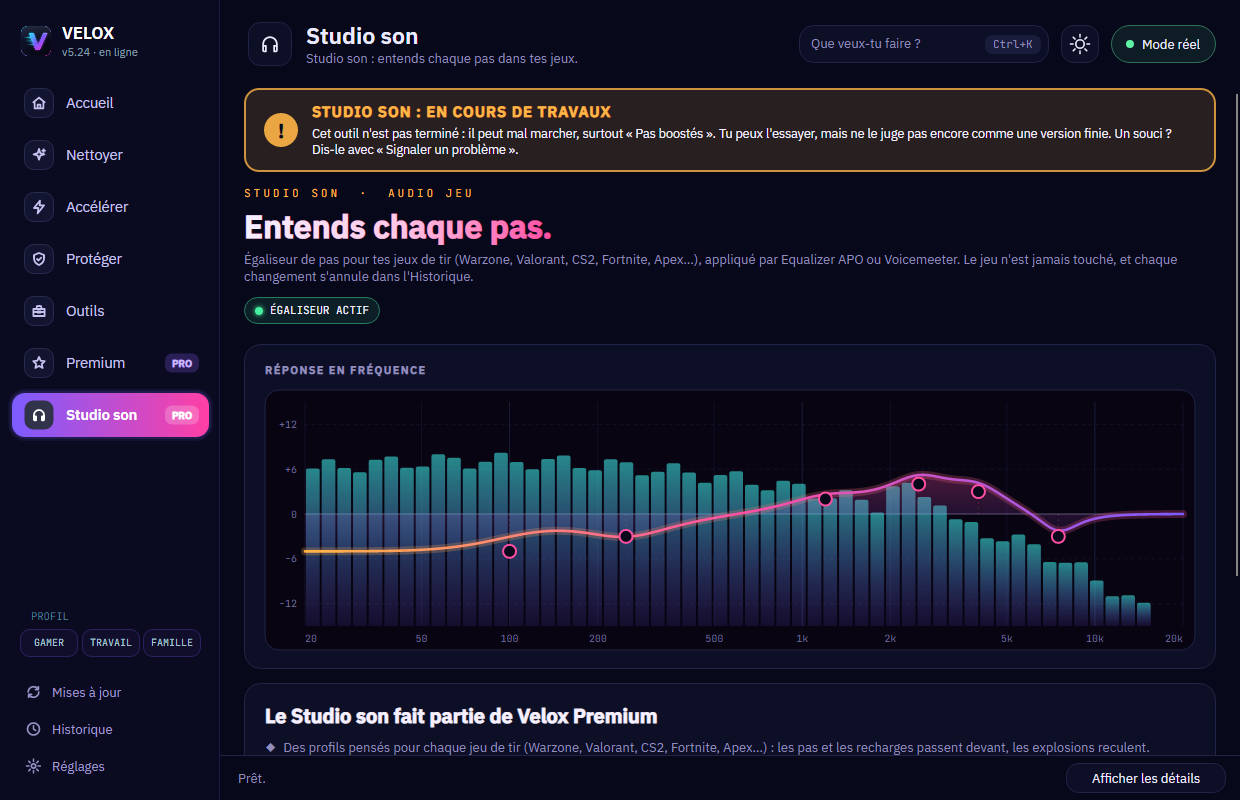 VELOX
v5.24 · en ligne
Accueil
Nettoyer
Accélérer
Protéger
Outils
Premium PRO
Studio son PRO
PROFIL
GAMER TRAVAIL FAMILLE
Mises à jour
Historique
Réglages
Studio son
Studio son : entends chaque pas dans tes jeux.
Que veux-tu faire ? Ctrl+K
Mode réel
! STUDIO SON : EN COURS DE TRAVAUX
Cet outil n'est pas terminé : il peut mal marcher, surtout « Pas boostés ». Tu peux l'essayer, mais ne le juge pas encore comme une version finie. Un souci ?
Dis-le avec « Signaler un problème ».
STUDIO SON · AUDIO JEU
Entends chaque pas.
Égaliseur de pas pour tes jeux de tir (Warzone, Valorant, CS2, Fortnite, Apex…), appliqué par Equalizer APO ou Voicemeeter. Le jeu n'est jamais touché, et chaque
changement s'annule dans l'Historique.
ÉGALISEUR ACTIF
RÉPONSE EN FRÉQUENCE
+12
+6
0
-6
-12
20 50 100 200 500 1k 2k 5k 10k 20k
Le Studio son fait partie de Velox Premium
◆ Des profils pensés pour chaque jeu de tir (Warzone, Valorant, CS2, Fortnite, Apex…) : les pas et les recharges passent devant, les explosions reculent.
Prêt.
Afficher les détails